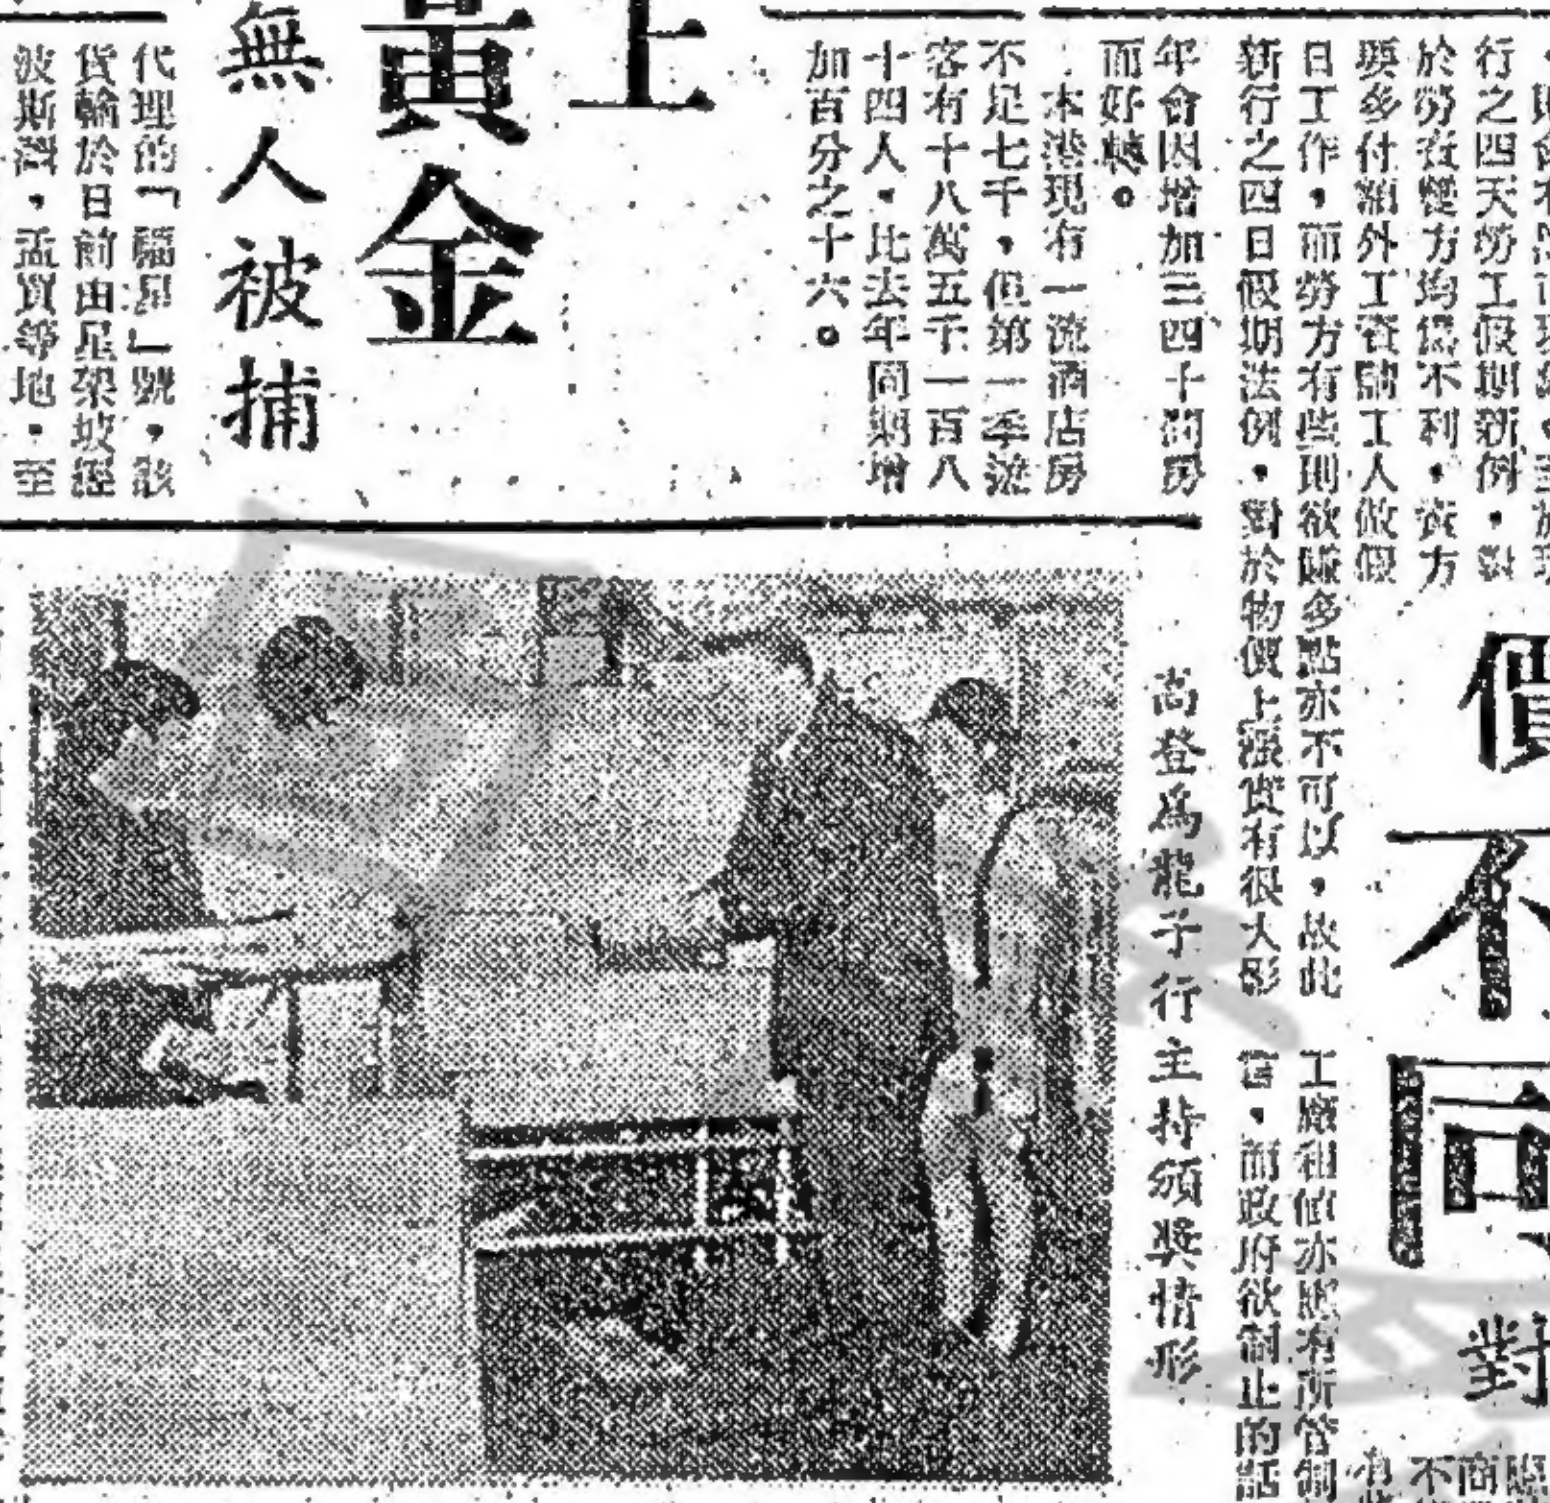 行之四天勞工假期新例，對
於勞資雙方均為不利，資方
要多付額外工資關工人做假
日工作，而勞方有些則欲賺多點亦不可以，故此
新行之四日假期法例，對於物價上漲實有很大影
年會因增加三四十間房
而好轉。
本港現有一流酒店房
不足七千，但第一季遊
客有十八萬五千一百八
十四人，比去年同期增
加百分之十六。
上
黃金
無人被捕
代理的「福星」號，該
貨輪於日前由星架坡經
波斯灣，孟買等地，至
價不同
對
工廠租值亦應有所管制
，而政府欲制止的話
尚登為龍子行主持頒獎情形